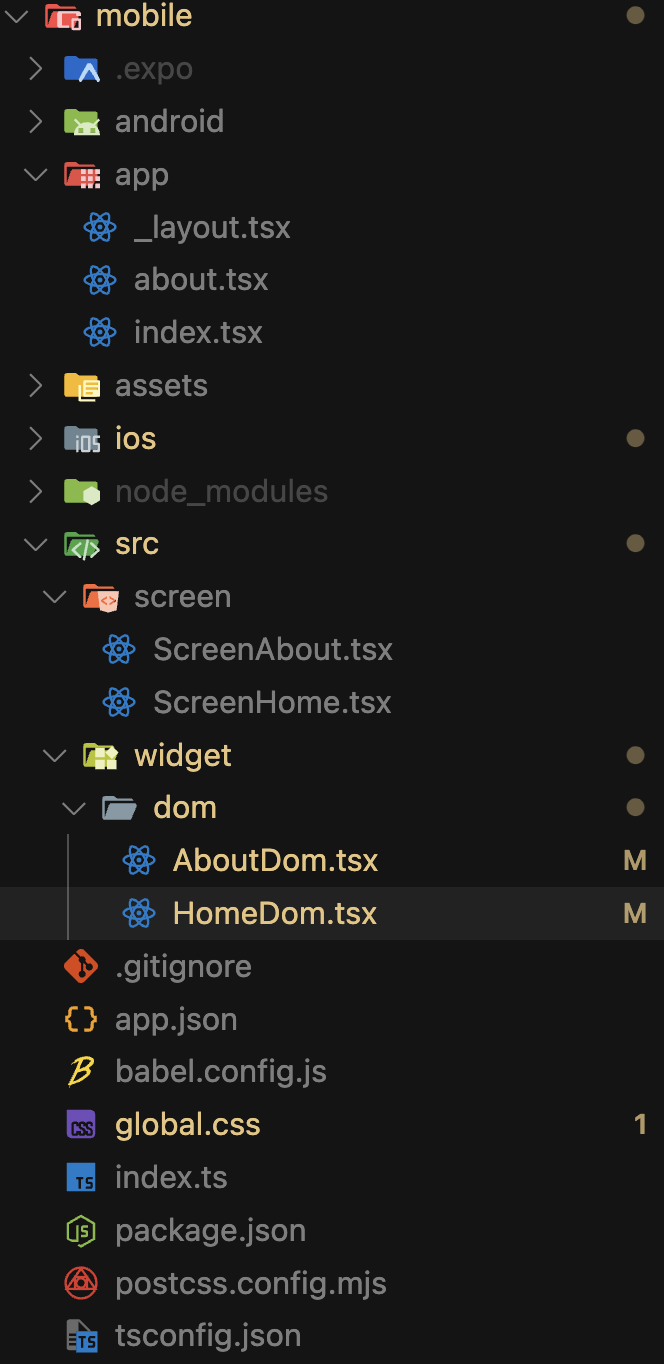 mobile
.expo
android
app
_layout.tsx
about.tsx
index.tsx
assets
ios
node_modules
src
screen
ScreenAbout.tsx
ScreenHome.tsx
widget
dom
AboutDom.tsx M
HomeDom.tsx M
.gitignore
app.json
babel.config.js
global.css 1
index.ts
package.json
postcss.config.mjs
tsconfig.json